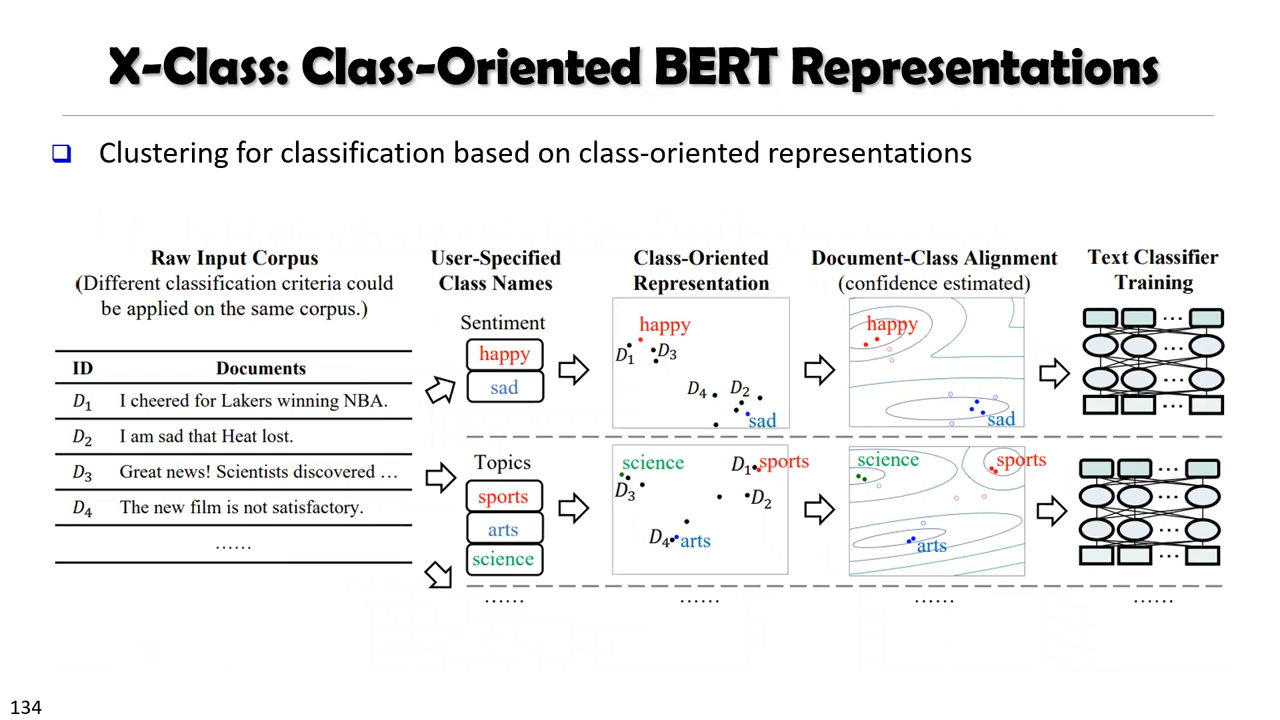 X-Class: Class-Oriented BERT Representations
Clustering for classification based on class-oriented representations
Raw Input Corpus
(Different classification criteria could
be applied on the same corpus.)
ID Documents
D1 I cheered for Lakers winning NBA.
D2 I am sad that Heat lost.
D3 Great news! Scientists discovered …
D4 The new film is not satisfactory.
……
User-Specified
Class Names
Sentiment
happy
sad
Topics
sports
arts
science
……
Class-Oriented
Representation
happy
D1 D3
D4 D2
sad
science D1 sports
D3 D2
D4 arts
……
Document-Class Alignment
(confidence estimated)
happy
sad
science sports
arts
……
Text Classifier
Training
…
…
…
…
…
…
…
…
……
134